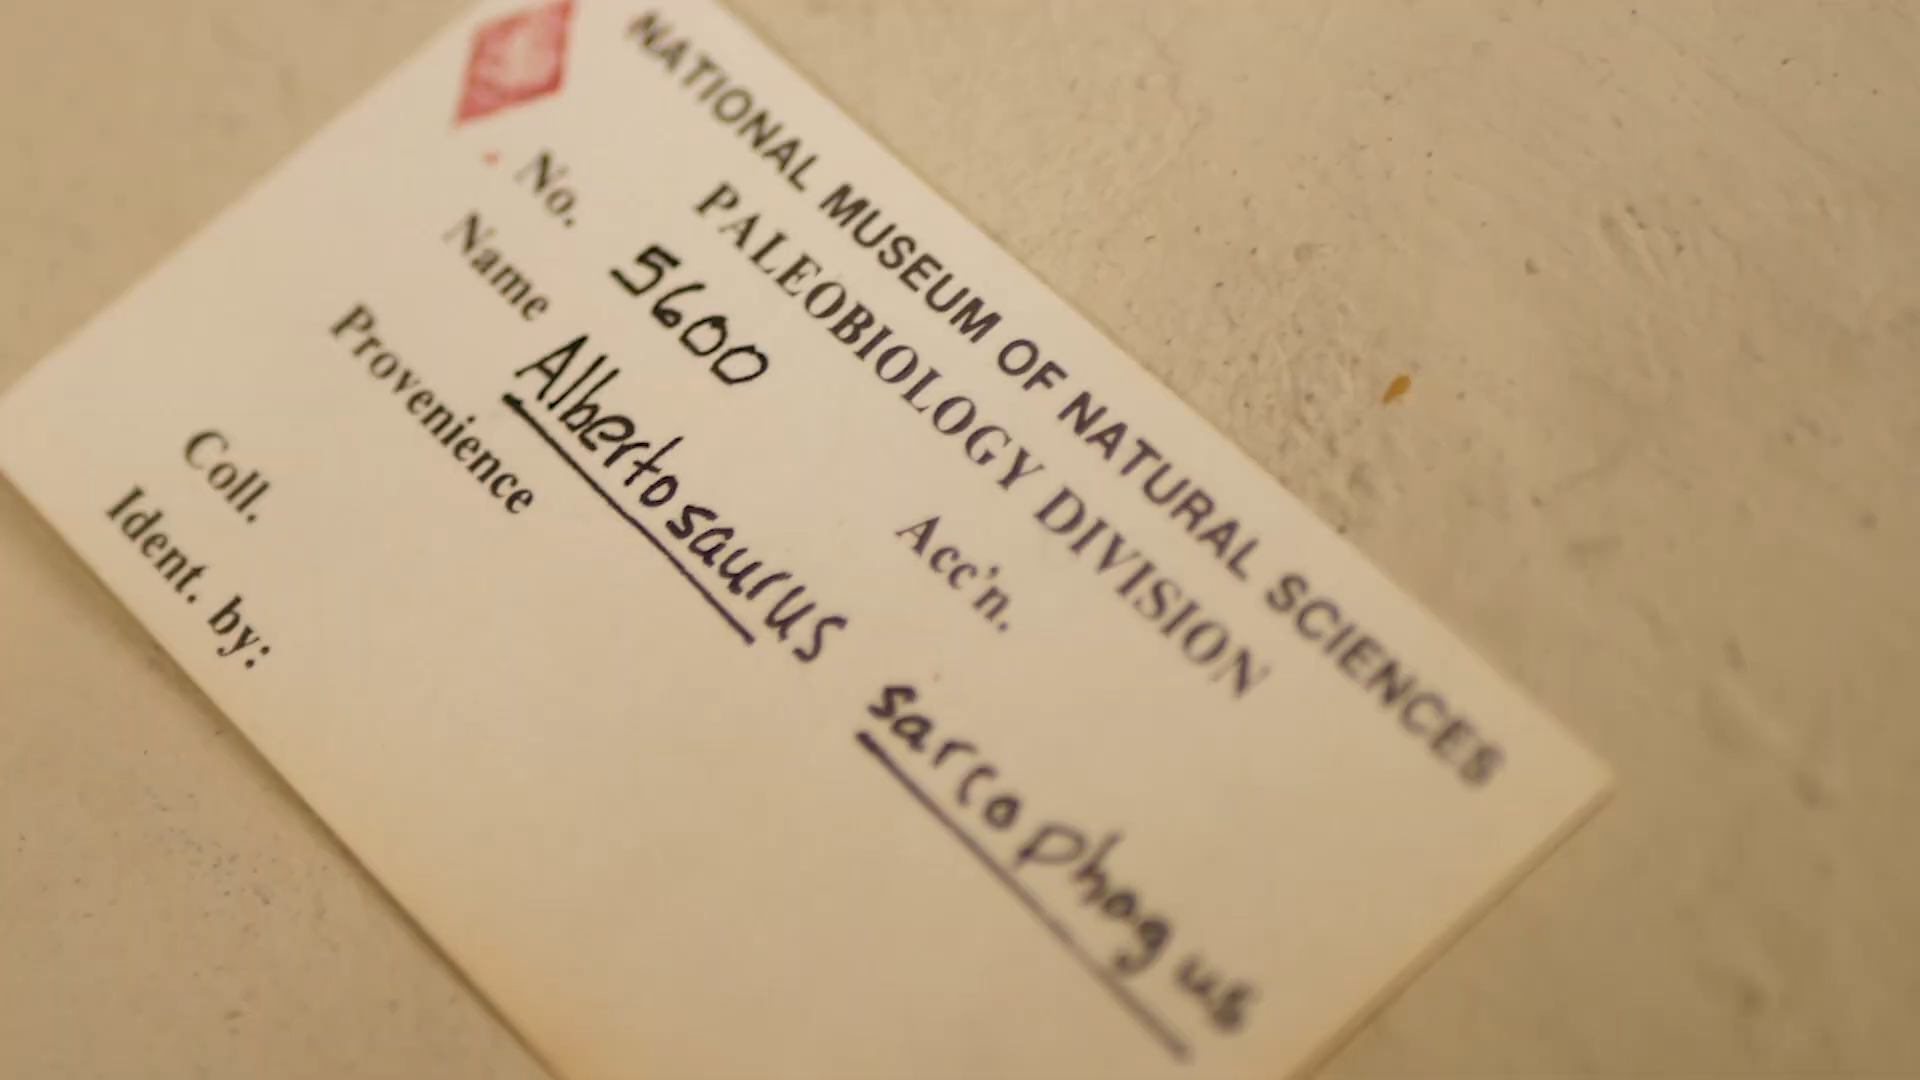 NATIONAL MUSEUM OF NATURAL SCIENCES
PALEOBIOLOGY DIVISION
No. 5600 Acc'n.
Name Albertosaurus sarcophagus
Provenience
Coll.
Ident. by: